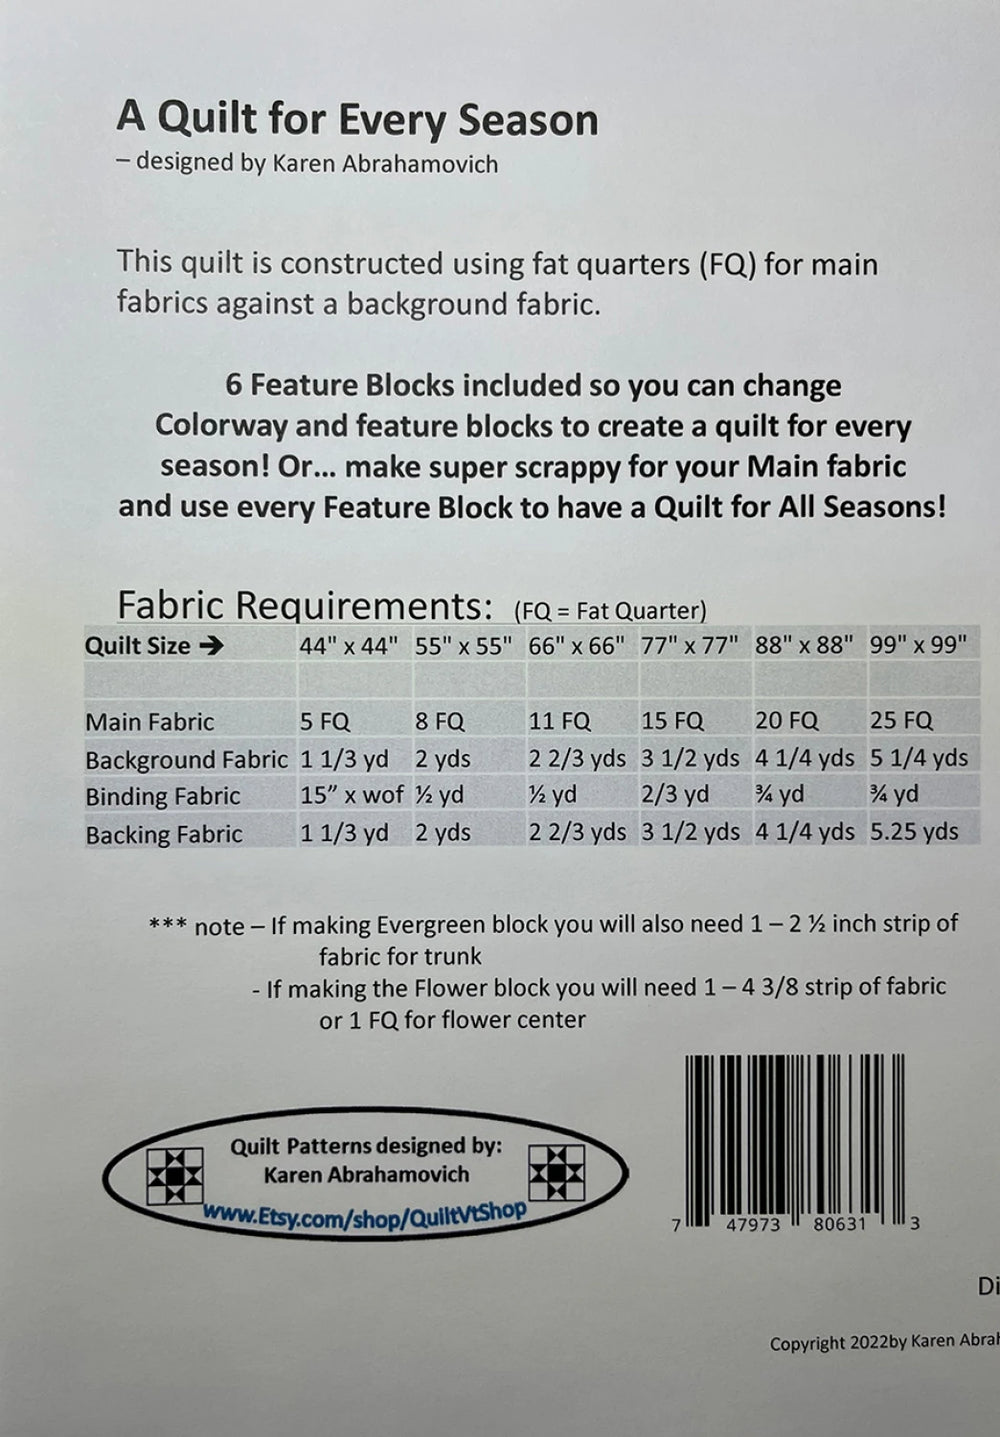 A Quilt for Every Season
– designed by Karen Abrahamovich
This quilt is constructed using fat quarters (FQ) for main
fabrics against a background fabric.
6 Feature Blocks included so you can change
Colorway and feature blocks to create a quilt for every
season! Or... make super scrappy for your Main fabric
and use every Feature Block to have a Quilt for All Seasons!
Fabric Requirements: (FQ = Fat Quarter)
Quilt Size ➔ 44" x 44" 55" x 55" 66" x 66" 77" x 77" 88" x 88" 99" x 99"
Main Fabric 5 FQ 8 FQ 11 FQ 15 FQ 20 FQ 25 FQ
Background Fabric 1 1/3 yd 2 yds 2 2/3 yds 3 1/2 yds 4 1/4 yds 5 1/4 yds
Binding Fabric 15” x wof ½ yd ½ yd 2/3 yd ¾ yd ¾ yd
Backing Fabric 1 1/3 yd 2 yds 2 2/3 yds 3 1/2 yds 4 1/4 yds 5.25 yds
*** note – If making Evergreen block you will also need 1 – 2 ½ inch strip of
fabric for trunk
- If making the Flower block you will need 1 – 4 3/8 strip of fabric
or 1 FQ for flower center
Quilt Patterns designed by:
Karen Abrahamovich
www.Etsy.com/shop/QuiltVtShop
7 47973 80631 3
Di
Copyright 2022by Karen Abrah